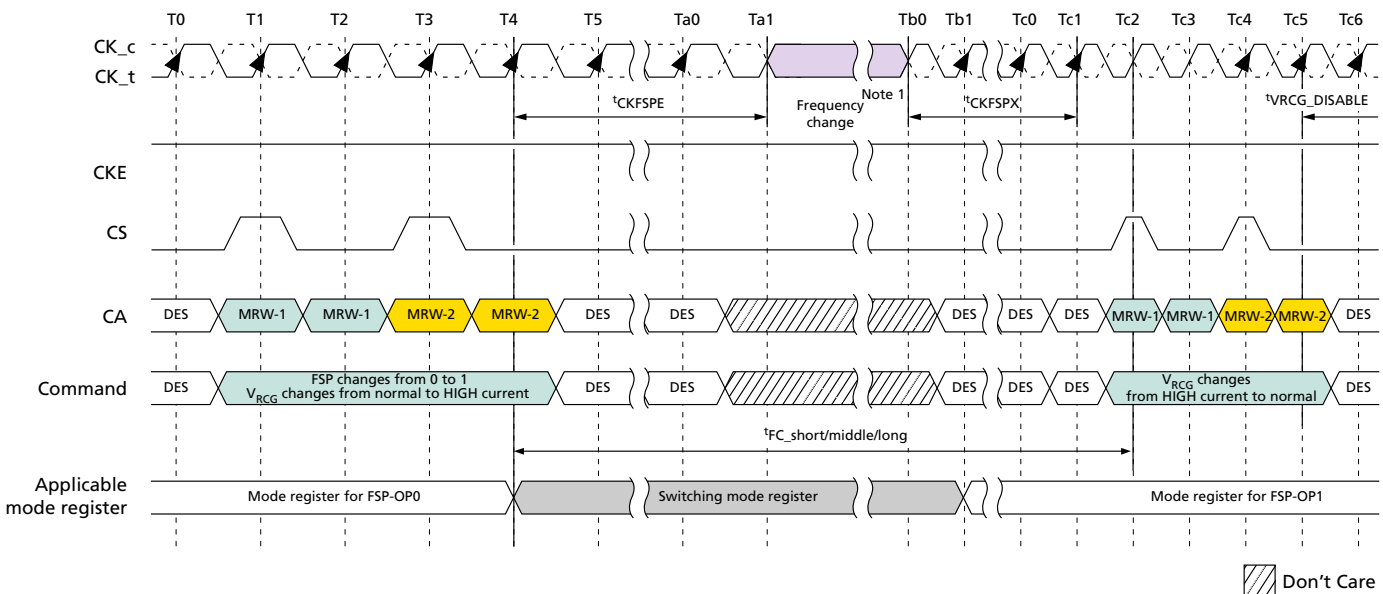 T0 T1 T2 T3 T4 T5 Ta0 Ta1 Tb0 Tb1 Tc0 Tc1 Tc2 Tc3 Tc4 Tc5 Tc6
CK_c
CK_t
tCKFSPE
Frequency
change
Note 1
tCKFSPX
tVRCG_DISABLE
CKE
CS
CA
DES MRW-1 MRW-1 MRW-2 MRW-2 DES DES DES DES DES MRW-1 MRW-1 MRW-2 MRW-2 DES
Command
DES
FSP changes from 0 to 1
VRCG changes from normal to HIGH current
DES DES DES DES DES
VRCG changes
from HIGH current to normal
DES
tFC_short/middle/long
Applicable
mode register
Mode register for FSP-OP0 Switching mode register Mode register for FSP-OP1
Don't Care